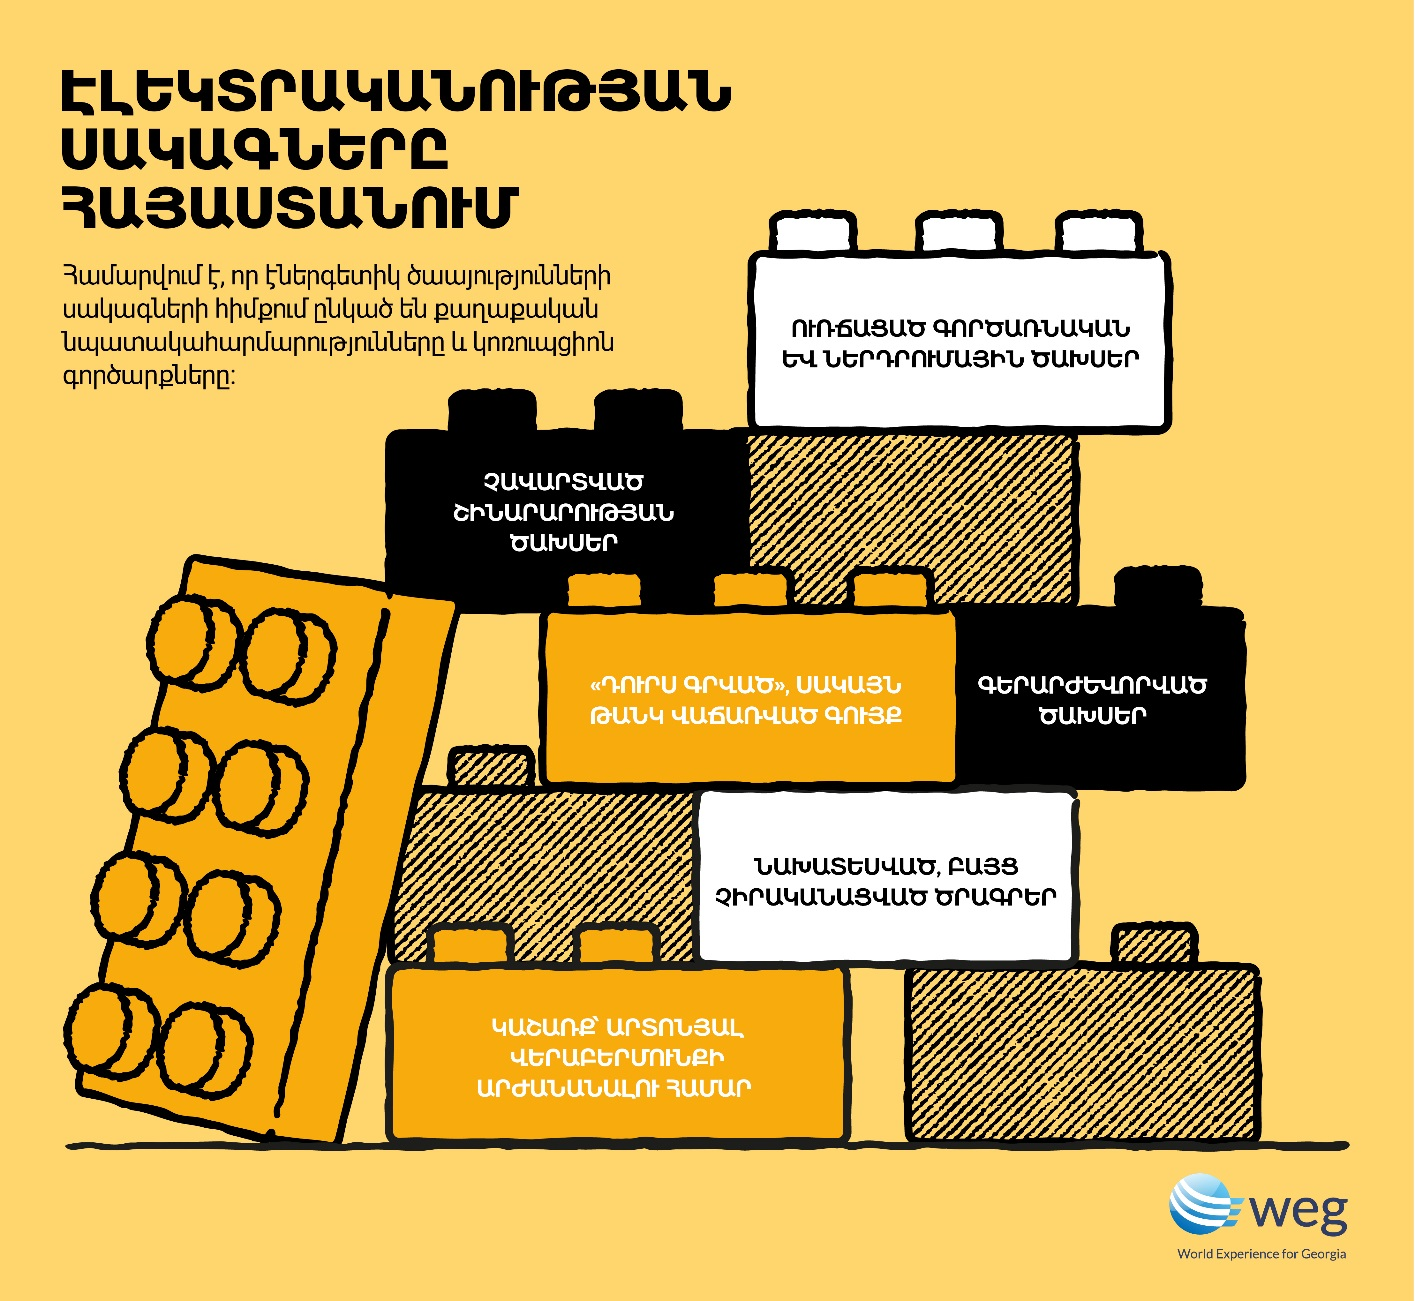 ԷԼԵԿՏՐԱԿԱՆՈՒԹՅԱՆ
ՍԱԿԱԳՆԵՐԸ
ՀԱՅԱՍՏԱՆՈՒՄ
Համարվում է, որ էներգետիկ ծաայությունների
սակագների հիմքում ընկած են քաղաքական
նպատակահարմարությունները և կոռուպցիոն
գործարքները:
ՈՒՌՃԱՑԱԾ ԳՈՐԾԱՌՆԱԿԱՆ
ԵՎ ՆԵՐԴՐՈՒՄԱՅԻՆ ԾԱԽՍԵՐ
ՉԱՎԱՐՏՎԱԾ
ՇԻՆԱՐԱՐՈՒԹՅԱՆ
ԾԱԽՍԵՐ
«ԴՈՒՐՍ ԳՐՎԱԾ», ՍԱԿԱՅՆ
ԹԱՆԿ ՎԱՃԱՌՎԱԾ ԳՈՒՅՔ
ԳԵՐԱՐԺԵՎՈՐՎԱԾ
ԾԱԽՍԵՐ
ՆԱԽԱՏԵՍՎԱԾ, ԲԱՅՑ
ՉԻՐԱԿԱՆԱՑՎԱԾ ԾՐԱԳՐԵՐ
ԿԱՇԱՌՔ՝ ԱՐՏՈՆՅԱԼ
ՎԵՐԱԲԵՐՄՈՒՆՔԻ
ԱՐԺԱՆԱՆԱԼՈՒ ՀԱՄԱՐ
weg
World Experience for Georgia